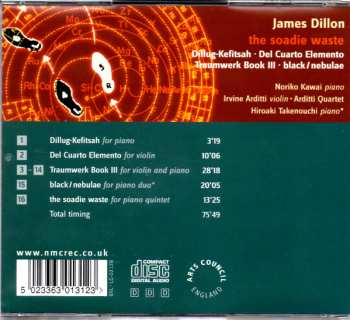 James Dillon
the soadie waste
Dillug-Kefitsah · Del Cuarto Elemento
Traumwerk Book III · black/nebulae
Noriko Kawai piano
Irvine Arditti violin · Arditti Quartet
Hiroaki Takenouchi piano*
1 Dillug-Kefitsah for piano 3'19
2 Del Cuarto Elemento for violin 10'06
3 – 14 Traumwerk Book III for violin and piano 28'18
15 black/nebulae for piano duo* 20'05
16 the soadie waste for piano quintet 13'25
Total timing 75'49
www.nmcrec.co.uk
5 023363 013123
COMPACT
disc
DIGITAL AUDIO
D D D
ARTS COUNCIL
ENGLAND